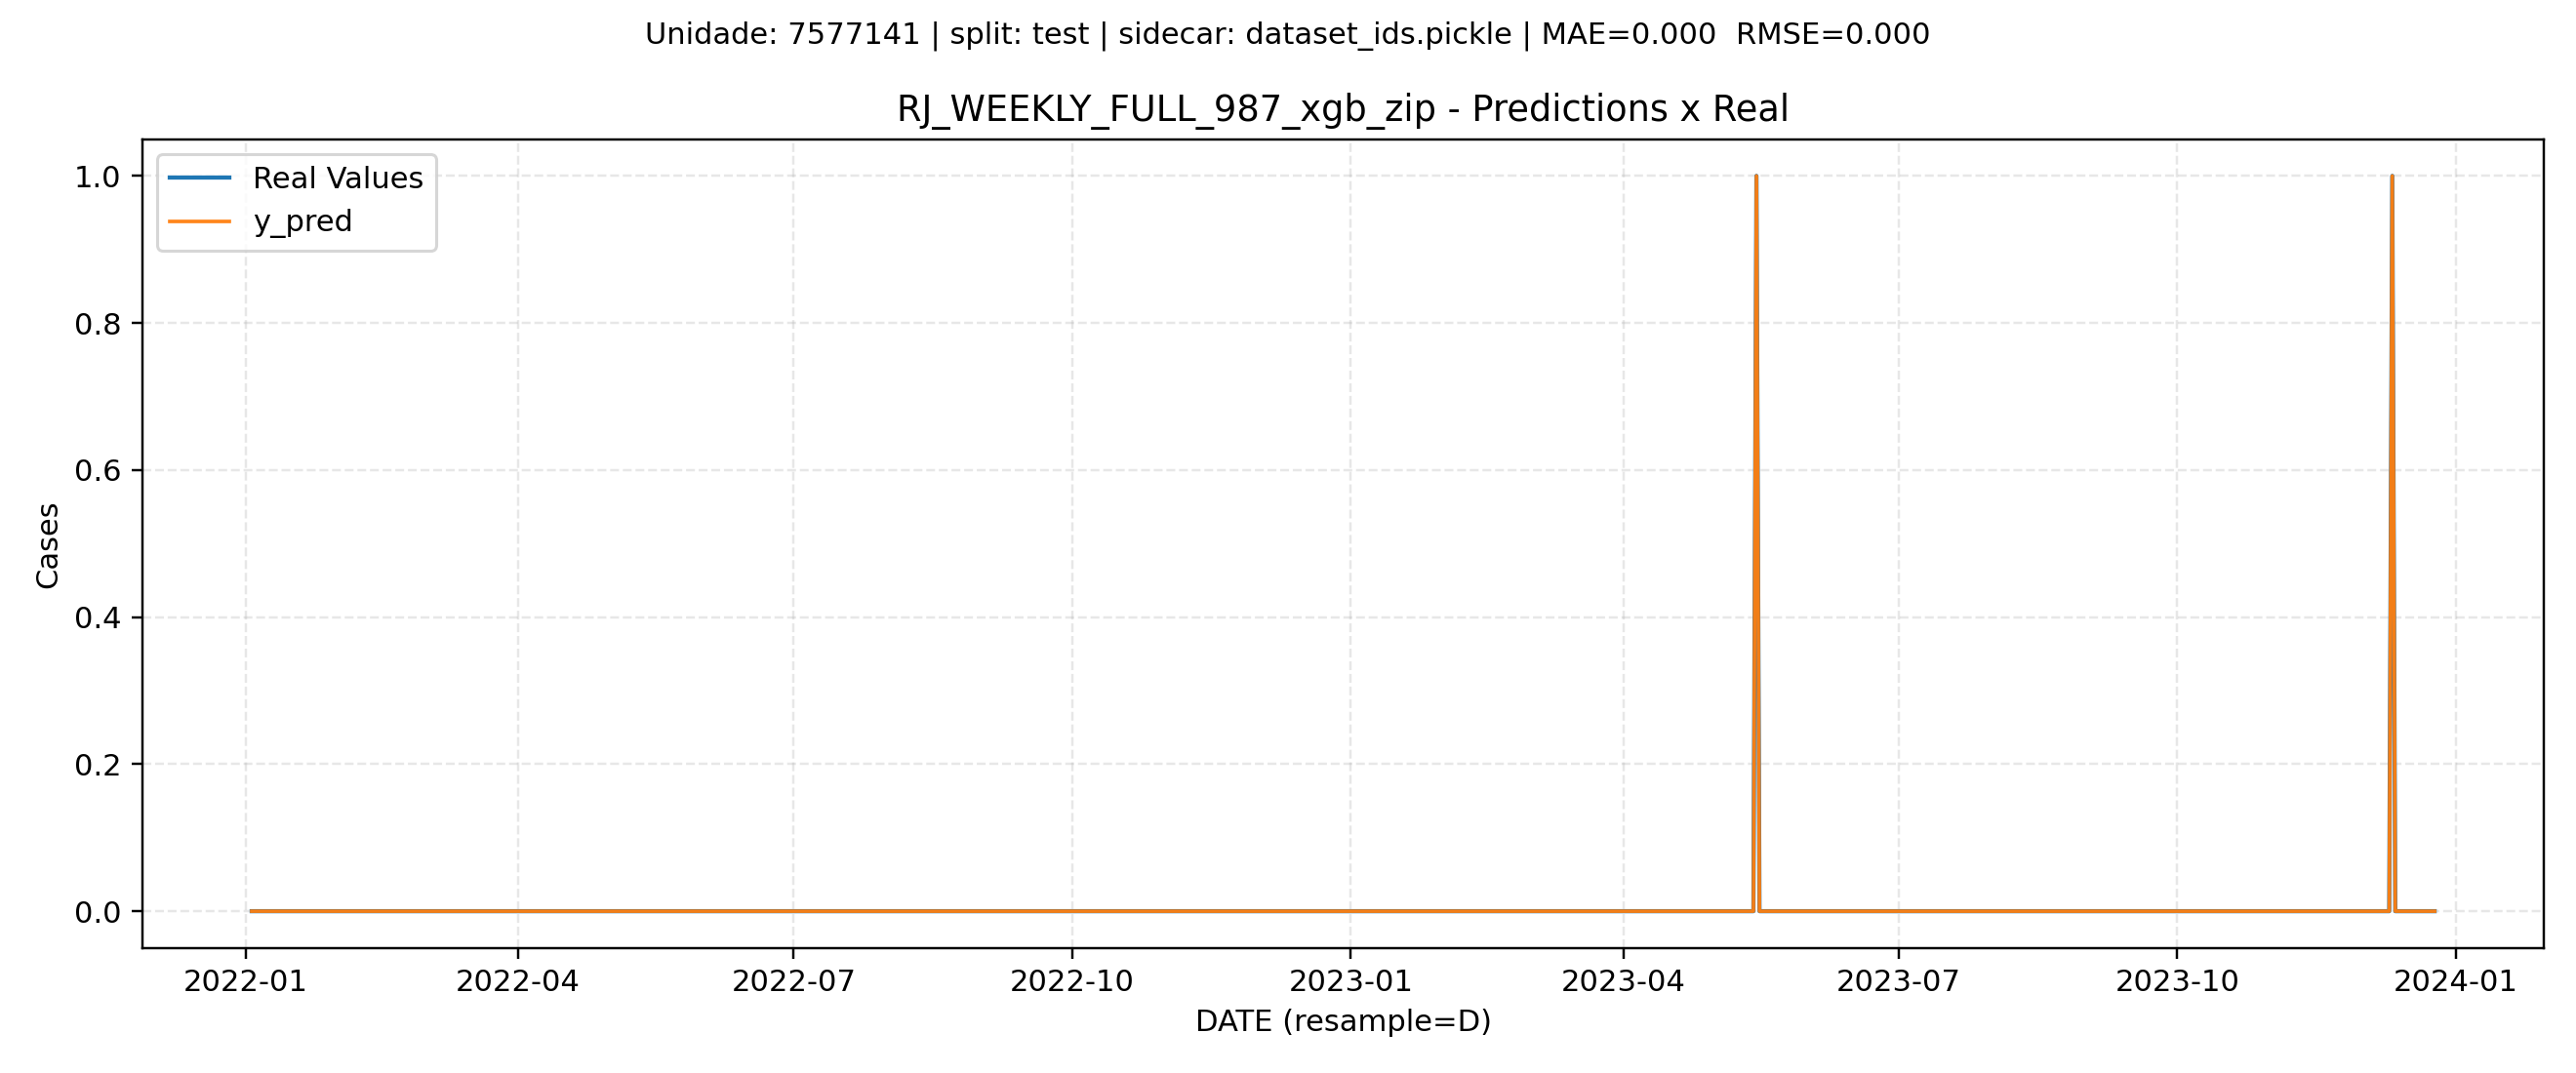 Unidade: 7577141 | split: test | sidecar: dataset_ids.pickle | MAE=0.000  RMSE=0.000
RJ_WEEKLY_FULL_987_xgb_zip - Predictions x Real
Real Values
y_pred
1.0
0.8
0.6
0.4
0.2
0.0
Cases
2022-01 2022-04 2022-07 2022-10 2023-01 2023-04 2023-07 2023-10 2024-01
DATE (resample=D)